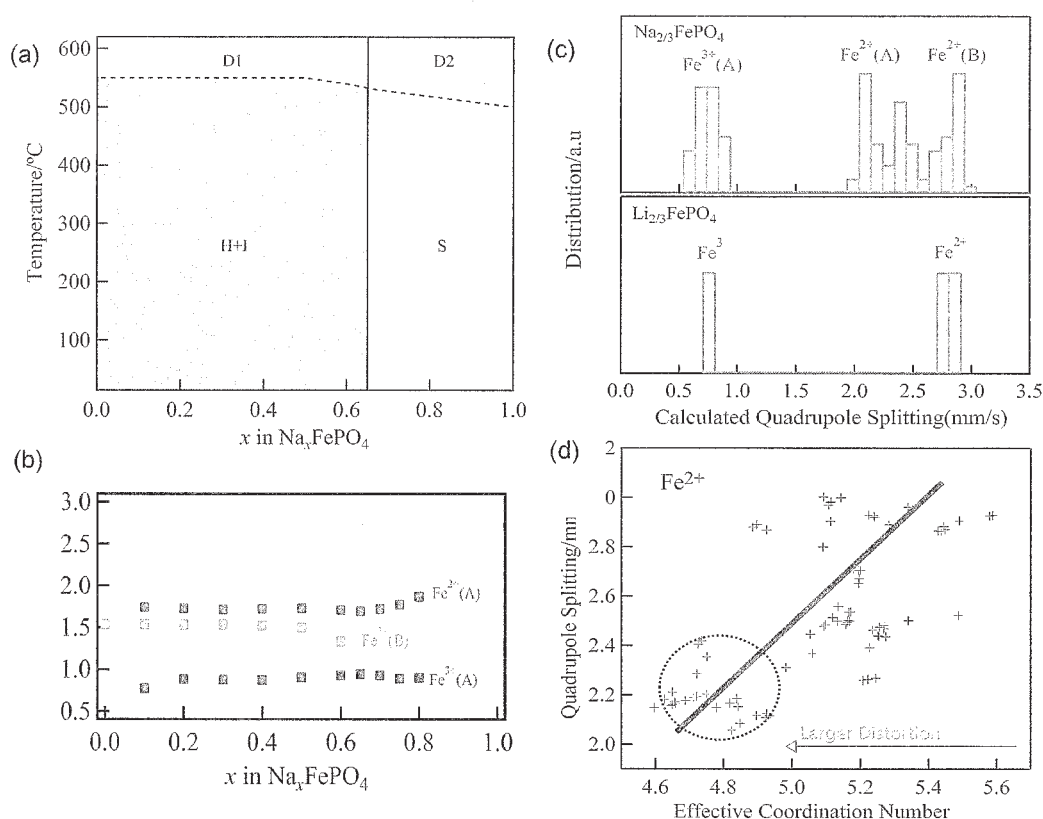 (a)
600
500
400
300
200
100
Temperature/ºC
D1
D2
H+I
S
0.0 0.2 0.4 0.6 0.8 1.0
x in NaxFePO4
(b)
3.0
2.5
2.0
1.5
1.0
0.5
Fe2+(A)
(B)
Fe3+(A)
0.0 0.2 0.4 0.6 0.8 1.0
x in NaxFePO4
(c)
Na2/3FePO4
Fe3+(A)
Fe2+(A)
Fe2+(B)
Li2/3FePO4
Fe3
Fe2+
Distribution/a.u
0.0 0.5 1.0 1.5 2.0 2.5 3.0 3.5
Calculated Quadrupole Splitting(mm/s)
(d)
Fe2+
2
0
2.8
2.6
2.4
2.2
2.0
Quadrupole Splitting/mm
Larger Distortion
4.6 4.8 5.0 5.2 5.4 5.6
Effective Coordination Number